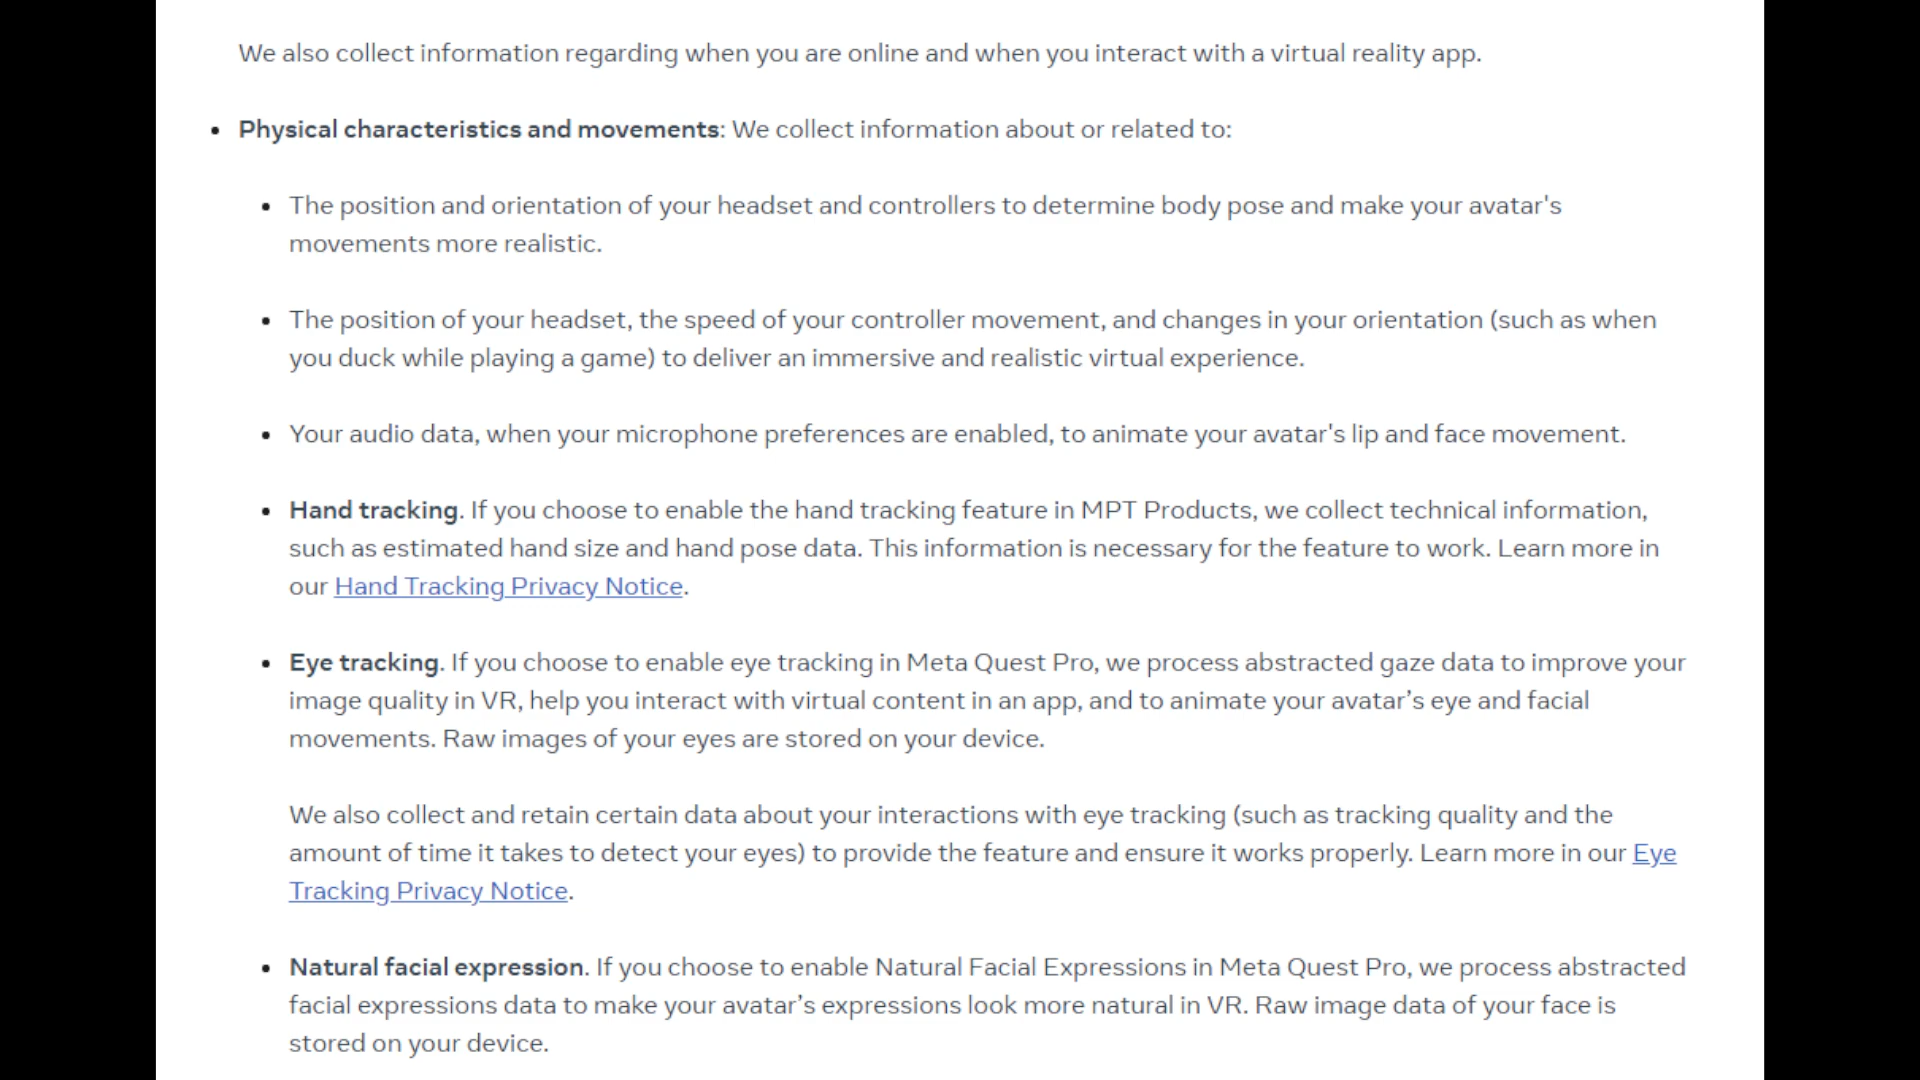 We also collect information regarding when you are online and when you interact with a virtual reality app.
• Physical characteristics and movements: We collect information about or related to:
• The position and orientation of your headset and controllers to determine body pose and make your avatar's
movements more realistic.
• The position of your headset, the speed of your controller movement, and changes in your orientation (such as when
you duck while playing a game) to deliver an immersive and realistic virtual experience.
• Your audio data, when your microphone preferences are enabled, to animate your avatar's lip and face movement.
• Hand tracking. If you choose to enable the hand tracking feature in MPT Products, we collect technical information,
such as estimated hand size and hand pose data. This information is necessary for the feature to work. Learn more in
our Hand Tracking Privacy Notice.
• Eye tracking. If you choose to enable eye tracking in Meta Quest Pro, we process abstracted gaze data to improve your
image quality in VR, help you interact with virtual content in an app, and to animate your avatar’s eye and facial
movements. Raw images of your eyes are stored on your device.
We also collect and retain certain data about your interactions with eye tracking (such as tracking quality and the
amount of time it takes to detect your eyes) to provide the feature and ensure it works properly. Learn more in our Eye
Tracking Privacy Notice.
• Natural facial expression. If you choose to enable Natural Facial Expressions in Meta Quest Pro, we process abstracted
facial expressions data to make your avatar’s expressions look more natural in VR. Raw image data of your face is
stored on your device.